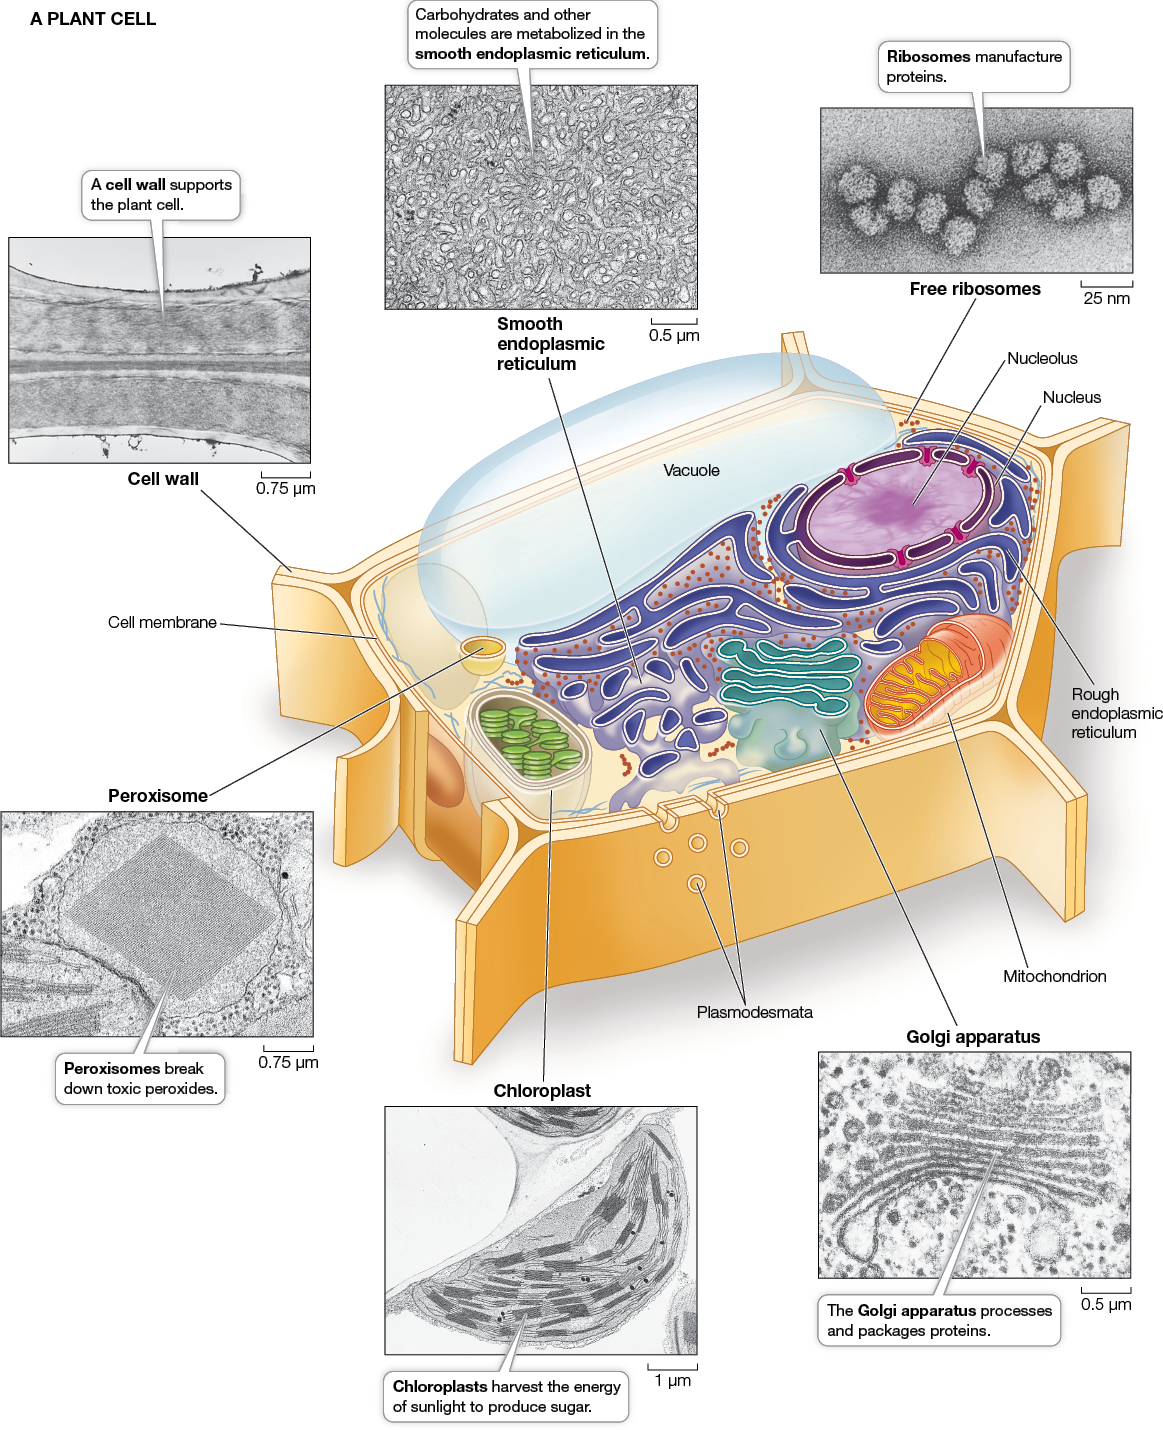 A PLANT CELL
Carbohydrates and other
molecules are metabolized in the
smooth endoplasmic reticulum.
Ribosomes manufacture
proteins.
A cell wall supports
the plant cell.
Free ribosomes
25 nm
Smooth
endoplasmic
reticulum
0.5 µm
Nucleolus
Nucleus
Vacuole
Cell wall
0.75 µm
Cell membrane
Rough
endoplasmic
reticulum
Peroxisome
Mitochondrion
Plasmodesmata
Golgi apparatus
0.75 µm
Peroxisomes break
down toxic peroxides.
Chloroplast
0.5 µm
The Golgi apparatus processes
and packages proteins.
1 µm
Chloroplasts harvest the energy
of sunlight to produce sugar.